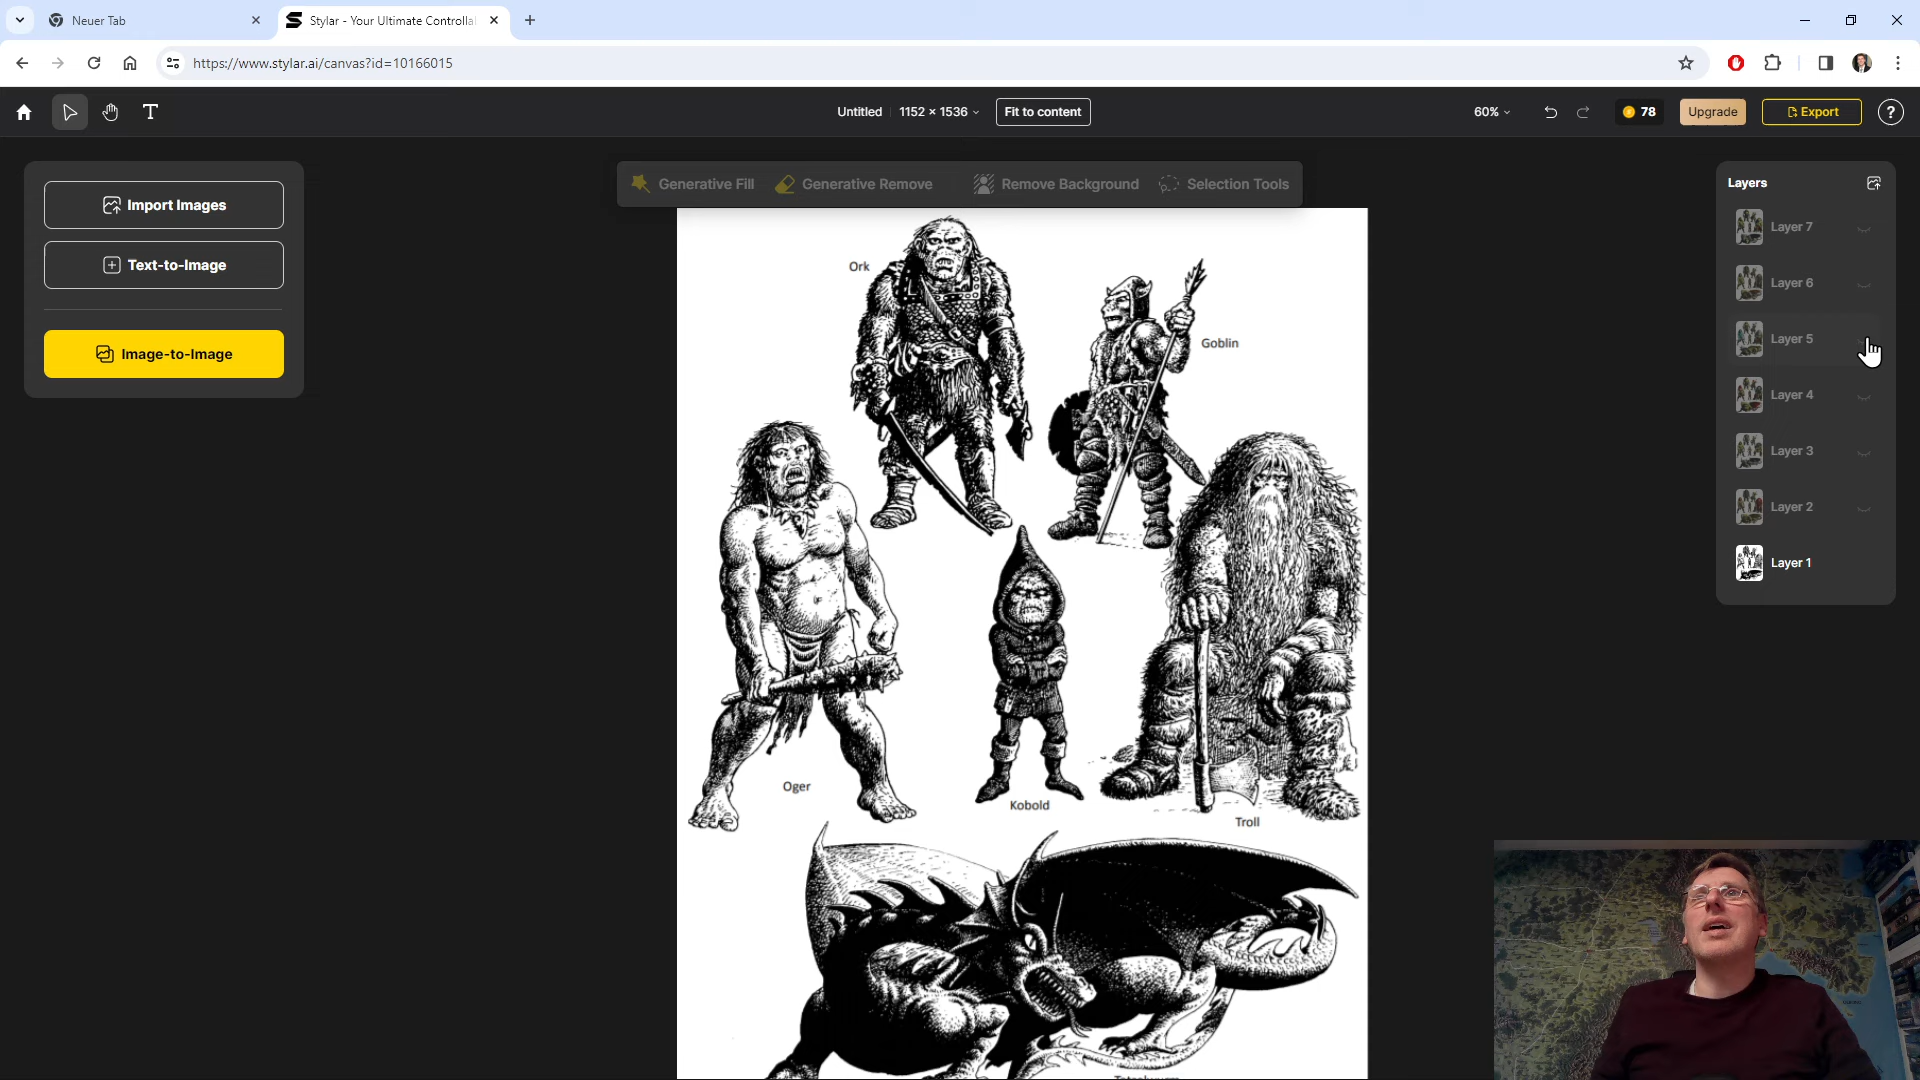 Neuer Tab
Stylar - Your Ultimate Controlla
https://www.stylar.ai/canvas?id=10166015
Untitled
1152 × 1536
Fit to content
60%
78
Upgrade
Export
?
Import Images
Text-to-Image
Image-to-Image
Generative Fill
Generative Remove
Remove Background
Selection Tools
Layers
Layer 7
Layer 6
Layer 5
Layer 4
Layer 3
Layer 2
Layer 1
Ork
Goblin
Oger
Kobold
Troll